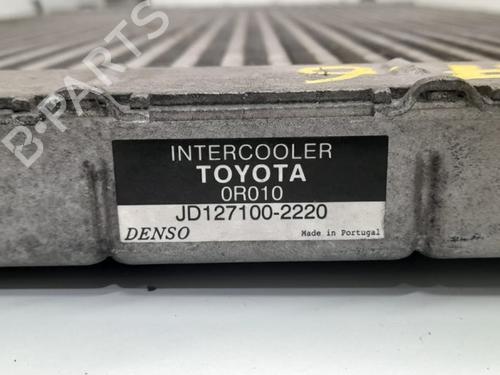 B-PARTS
INTERCOOLER
TOYOTA
0R010
JD127100-2220
DENSO Made in Portugal